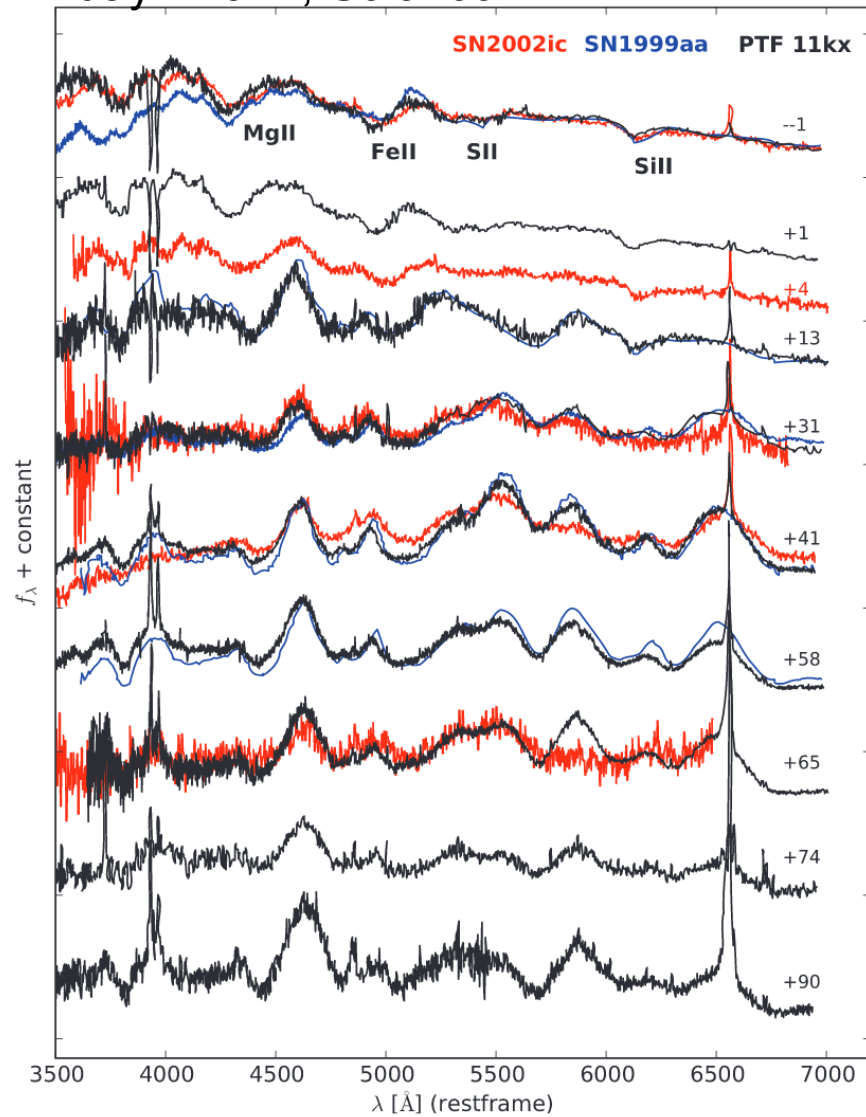 SN2002ic SN1999aa PTF 11kx
--1
MgII
FeII
SII
SiII
+1
+4
+13
+31
+41
+58
+65
+74
+90
fλ + constant
3500 4000 4500 5000 5500 6000 6500 7000
λ [Å] (restframe)